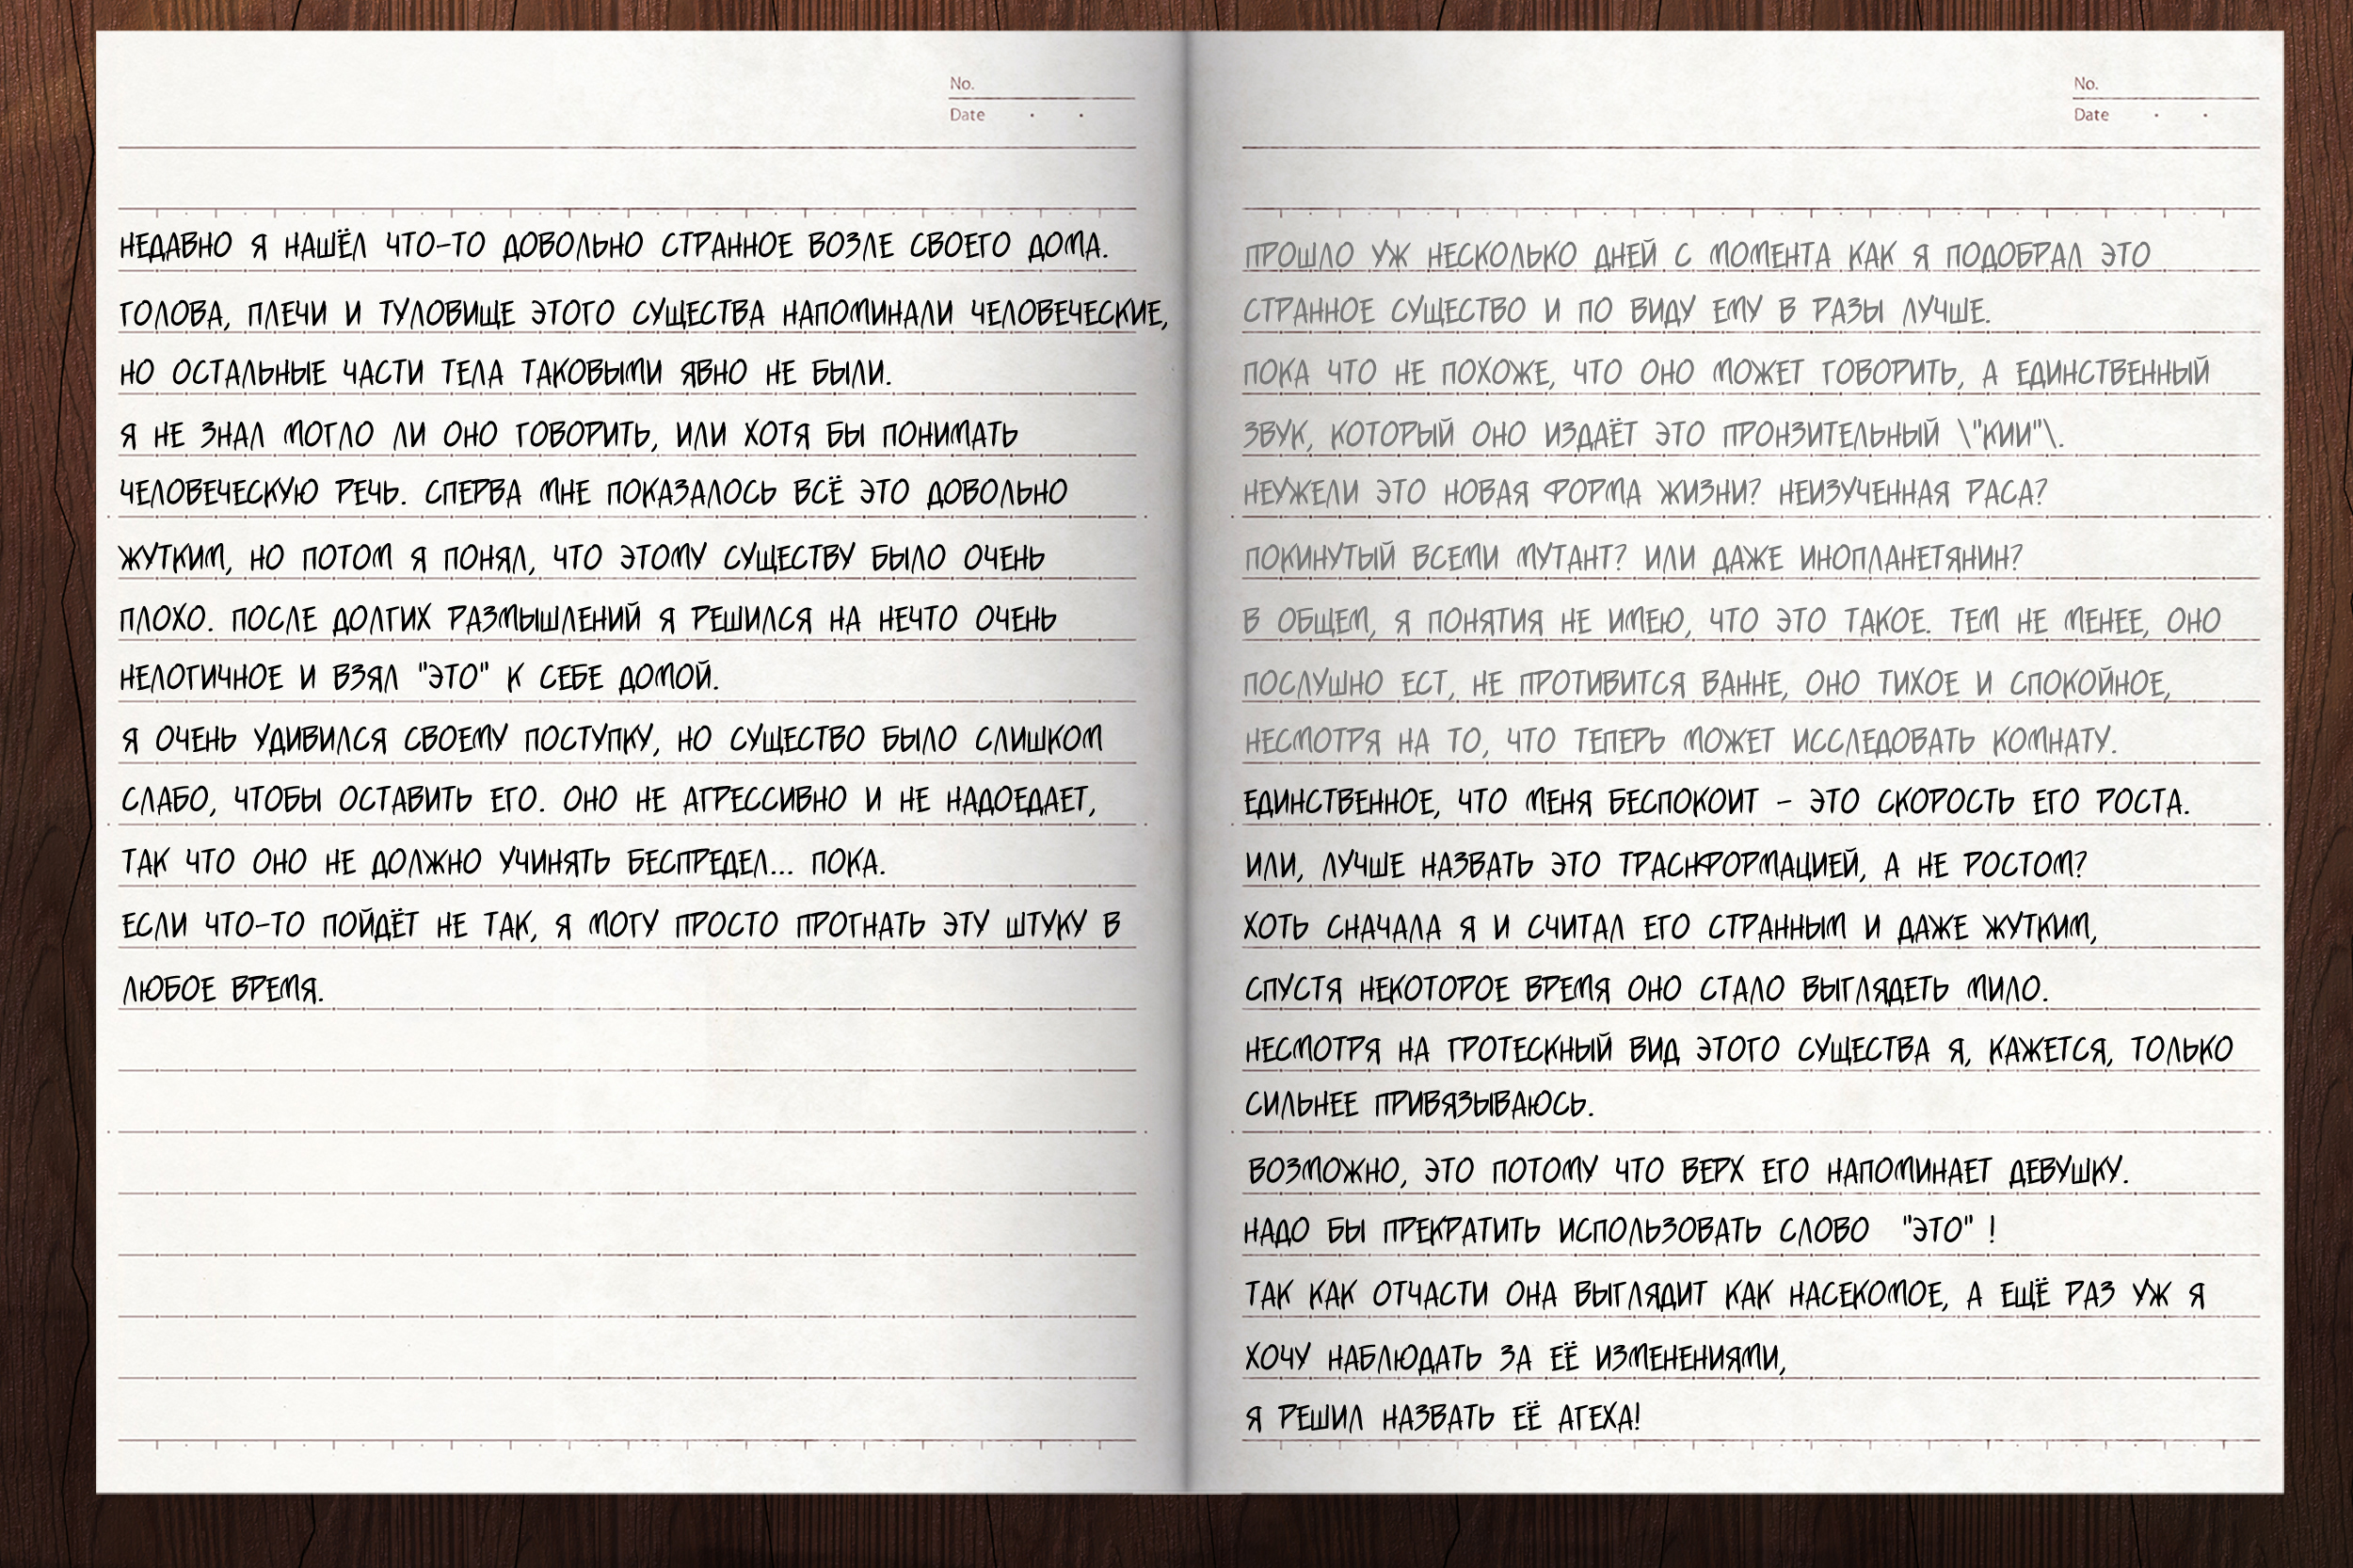 No.
Date
НЕДАВНО Я НАШЁЛ ЧТО-ТО ДОВОЛЬНО СТРАННОЕ ВОЗЛЕ СВОЕГО ДОМА.
ГОЛОВА, ПЛЕЧИ И ТУЛОВИЩЕ ЭТОГО СУЩЕСТВА НАПОМИНАЛИ ЧЕЛОВЕЧЕСКИЕ,
НО ОСТАЛЬНЫЕ ЧАСТИ ТЕЛА ТАКОВЫМИ ЯВНО НЕ БЫЛИ.
Я НЕ ЗНАЛ МОГЛО ЛИ ОНО ГОВОРИТЬ, ИЛИ ХОТЯ БЫ ПОНИМАТЬ
ЧЕЛОВЕЧЕСКУЮ РЕЧЬ. СПЕРВА МНЕ ПОКАЗАЛОСЬ ВСЁ ЭТО ДОВОЛЬНО
ЖУТКИМ, НО ПОТОМ Я ПОНЯЛ, ЧТО ЭТОМУ СУЩЕСТВУ БЫЛО ОЧЕНЬ
ПЛОХО. ПОСЛЕ ДОЛГИХ РАЗМЫШЛЕНИЙ Я РЕШИЛСЯ НА НЕЧТО ОЧЕНЬ
НЕЛОГИЧНОЕ И ВЗЯЛ "ЭТО" К СЕБЕ ДОМОЙ.
Я ОЧЕНЬ УДИВИЛСЯ СВОЕМУ ПОСТУПКУ, НО СУЩЕСТВО БЫЛО СЛИШКОМ
СЛАБО, ЧТОБЫ ОСТАВИТЬ ЕГО. ОНО НЕ АГРЕССИВНО И НЕ НАДОЕДАЕТ,
ТАК ЧТО ОНО НЕ ДОЛЖНО УЧИНЯТЬ БЕСПРЕДЕЛ... ПОКА.
ЕСЛИ ЧТО-ТО ПОЙДЁТ НЕ ТАК, Я МОГУ ПРОСТО ПРОГНАТЬ ЭТУ ШТУКУ В
ЛЮБОЕ ВРЕМЯ.
No.
Date
ПРОШЛО УЖ НЕСКОЛЬКО ДНЕЙ С МОМЕНТА КАК Я ПОДОБРАЛ ЭТО
СТРАННОЕ СУЩЕСТВО И ПО ВИДУ ЕМУ В РАЗЫ ЛУЧШЕ.
ПОКА ЧТО НЕ ПОХОЖЕ, ЧТО ОНО МОЖЕТ ГОВОРИТЬ, А ЕДИНСТВЕННЫЙ
ЗВУК, КОТОРЫЙ ОНО ИЗДАЁТ ЭТО ПРОНЗИТЕЛЬНЫЙ \"КИИ"\.
НЕУЖЕЛИ ЭТО НОВАЯ ФОРМА ЖИЗНИ? НЕИЗУЧЕННАЯ РАСА?
ПОКИНУТЫЙ ВСЕМИ МУТАНТ? ИЛИ ДАЖЕ ИНОПЛАНЕТЯНИН?
В ОБЩЕМ, Я ПОНЯТИЯ НЕ ИМЕЮ, ЧТО ЭТО ТАКОЕ. ТЕМ НЕ МЕНЕЕ, ОНО
ПОСЛУШНО ЕСТ, НЕ ПРОТИВИТСЯ ВАННЕ, ОНО ТИХОЕ И СПОКОЙНОЕ,
НЕСМОТРЯ НА ТО, ЧТО ТЕПЕРЬ МОЖЕТ ИССЛЕДОВАТЬ КОМНАТУ.
ЕДИНСТВЕННОЕ, ЧТО МЕНЯ БЕСПОКОИТ - ЭТО СКОРОСТЬ ЕГО РОСТА.
ИЛИ, ЛУЧШЕ НАЗВАТЬ ЭТО ТРАСНФОРМАЦИЕЙ, А НЕ РОСТОМ?
ХОТЬ СНАЧАЛА Я И СЧИТАЛ ЕГО СТРАННЫМ И ДАЖЕ ЖУТКИМ,
СПУСТЯ НЕКОТОРОЕ ВРЕМЯ ОНО СТАЛО ВЫГЛЯДЕТЬ МИЛО.
НЕСМОТРЯ НА ГРОТЕСКНЫЙ ВИД ЭТОГО СУЩЕСТВА Я, КАЖЕТСЯ, ТОЛЬКО
СИЛЬНЕЕ ПРИВЯЗЫВАЮСЬ.
ВОЗМОЖНО, ЭТО ПОТОМУ ЧТО ВЕРХ ЕГО НАПОМИНАЕТ ДЕВУШКУ.
НАДО БЫ ПРЕКРАТИТЬ ИСПОЛЬЗОВАТЬ СЛОВО "ЭТО" !
ТАК КАК ОТЧАСТИ ОНА ВЫГЛЯДИТ КАК НАСЕКОМОЕ, А ЕЩЁ РАЗ УЖ Я
ХОЧУ НАБЛЮДАТЬ ЗА ЕЁ ИЗМЕНЕНИЯМИ,
Я РЕШИЛ НАЗВАТЬ ЕЁ АГЕХА!